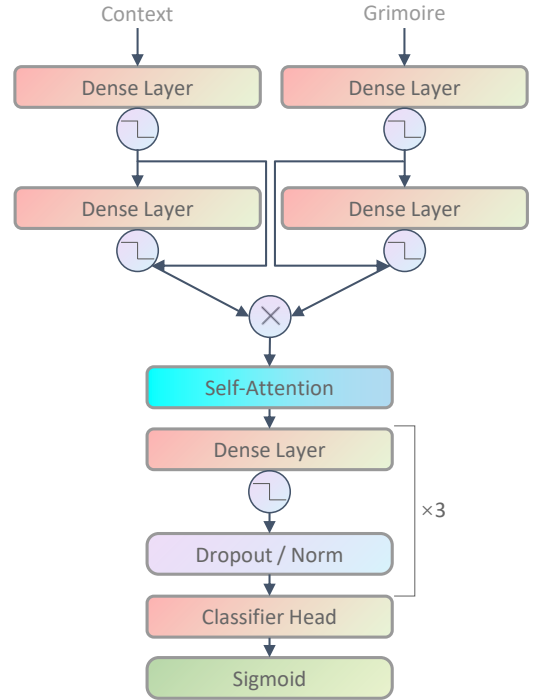 Context Grimoire
Dense Layer Dense Layer
Dense Layer Dense Layer
×
Self-Attention
Dense Layer
×3
Dropout / Norm
Classifier Head
Sigmoid